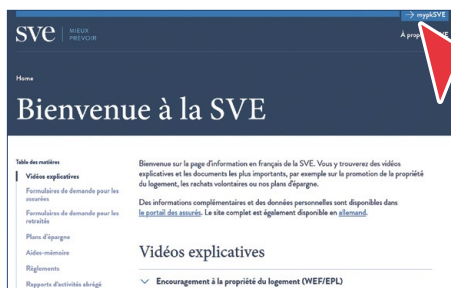 → mypkSVE
sve | MIEUX
PRÉVOIR
Home
Bienvenue à la SVE
Table des matières
Vidéos explicatives
Formulaires de demande pour les
assurées
Formulaires de demande pour les
retraités
Plans d'épargne
Aides-mémoire
Règlements
Rapports d'activités abrégé
Bienvenue sur la page d'information en français de la SVE. Vous y trouverez des vidéos
explicatives et les documents les plus importants, par exemple sur la promotion de la propriété
du logement, les rachats volontaires ou nos plans d'épargne.
Des informations complémentaires et des données personnelles sont disponibles dans
le portail des assurés. Le site complet est également disponible en allemand.
Vidéos explicatives
Encouragement à la propriété du logement (WEF/EPL)